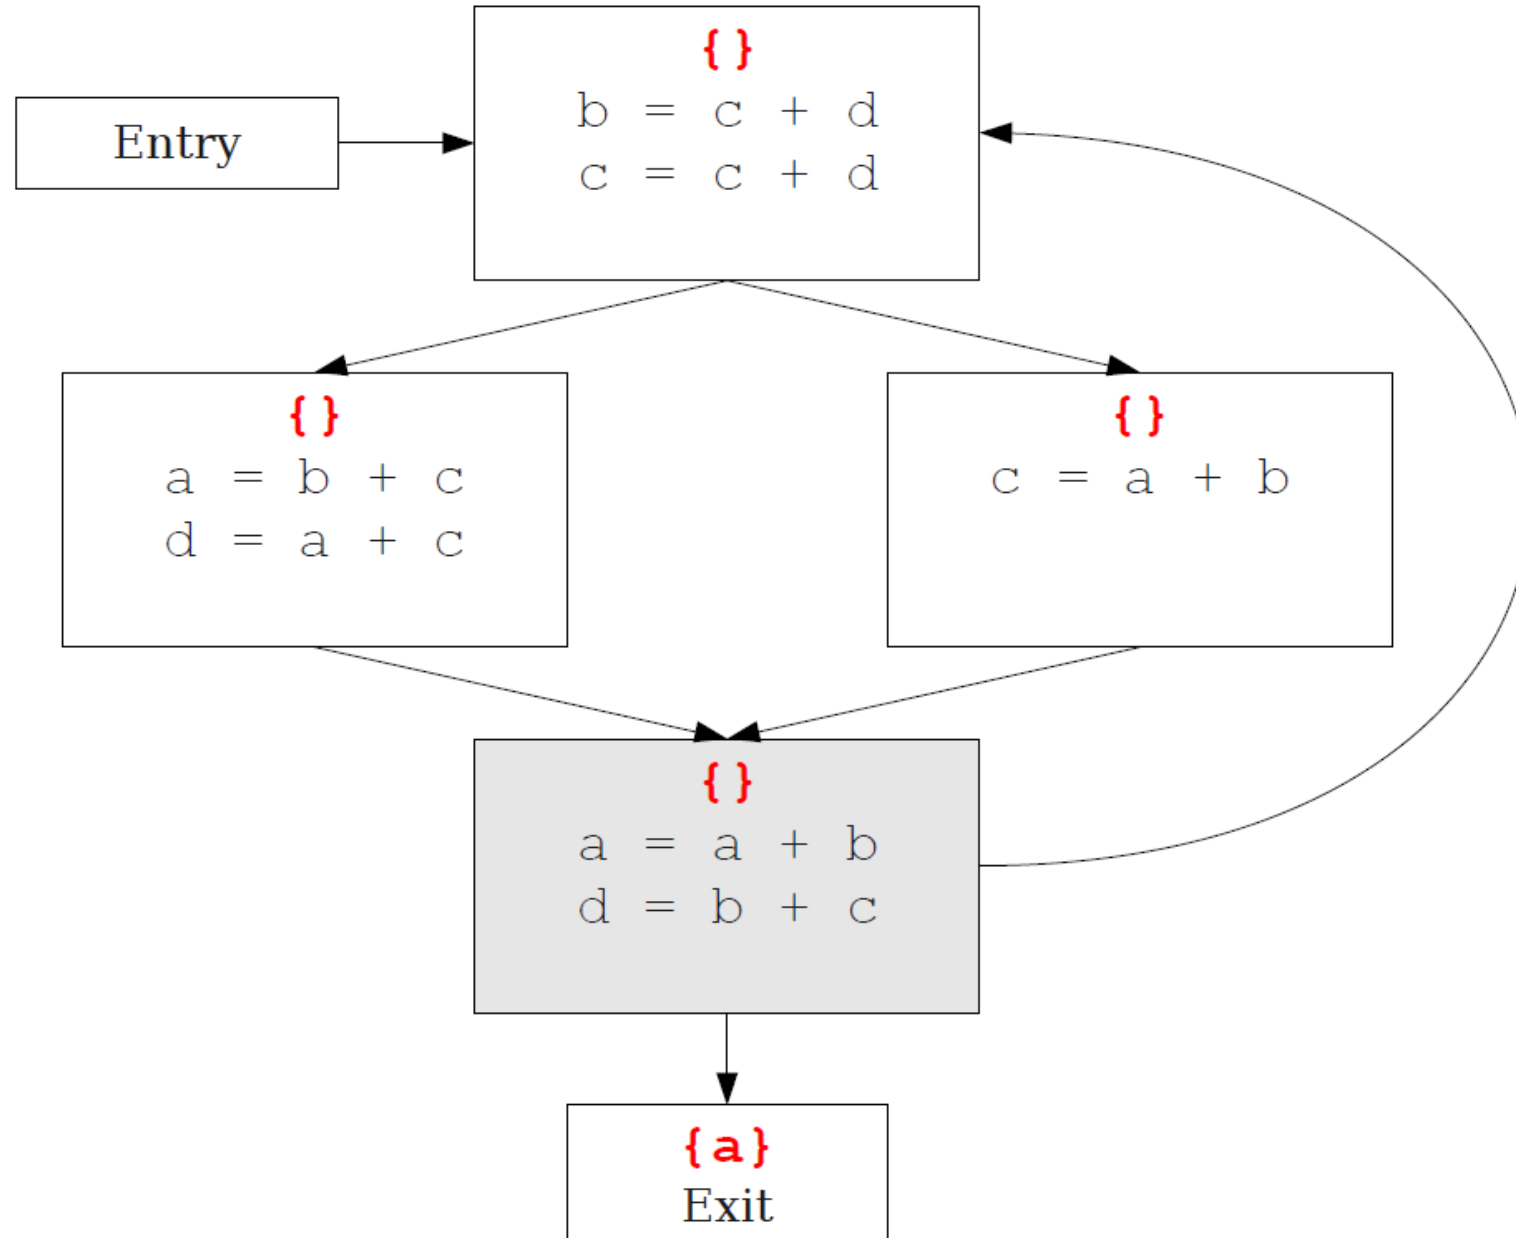 {}
b = c + d
c = c + d
Entry
{}
a = b + c
d = a + c
{}
c = a + b
{}
a = a + b
d = b + c
{a}
Exit